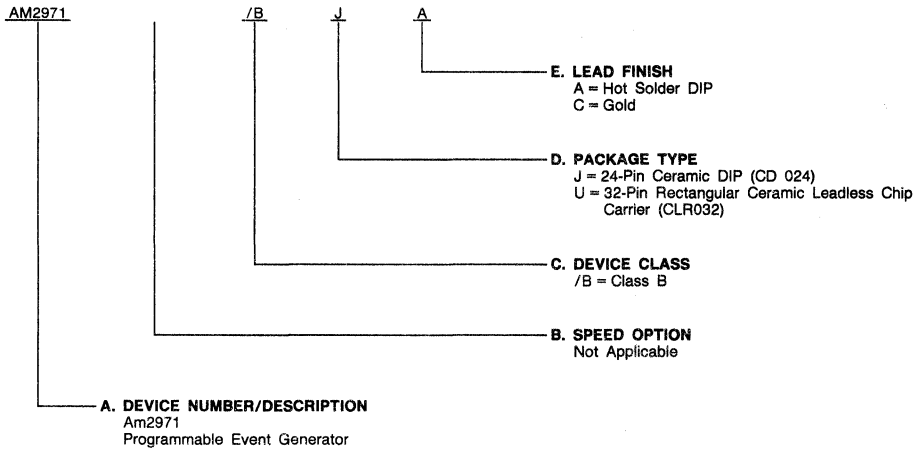 AM2971 /B J A
E. LEAD FINISH
A = Hot Solder DIP
C = Gold
D. PACKAGE TYPE
J = 24-Pin Ceramic DIP (CD 024)
U = 32-Pin Rectangular Ceramic Leadless Chip
Carrier (CLR032)
C. DEVICE CLASS
/B = Class B
B. SPEED OPTION
Not Applicable
A. DEVICE NUMBER/DESCRIPTION
Am2971
Programmable Event Generator